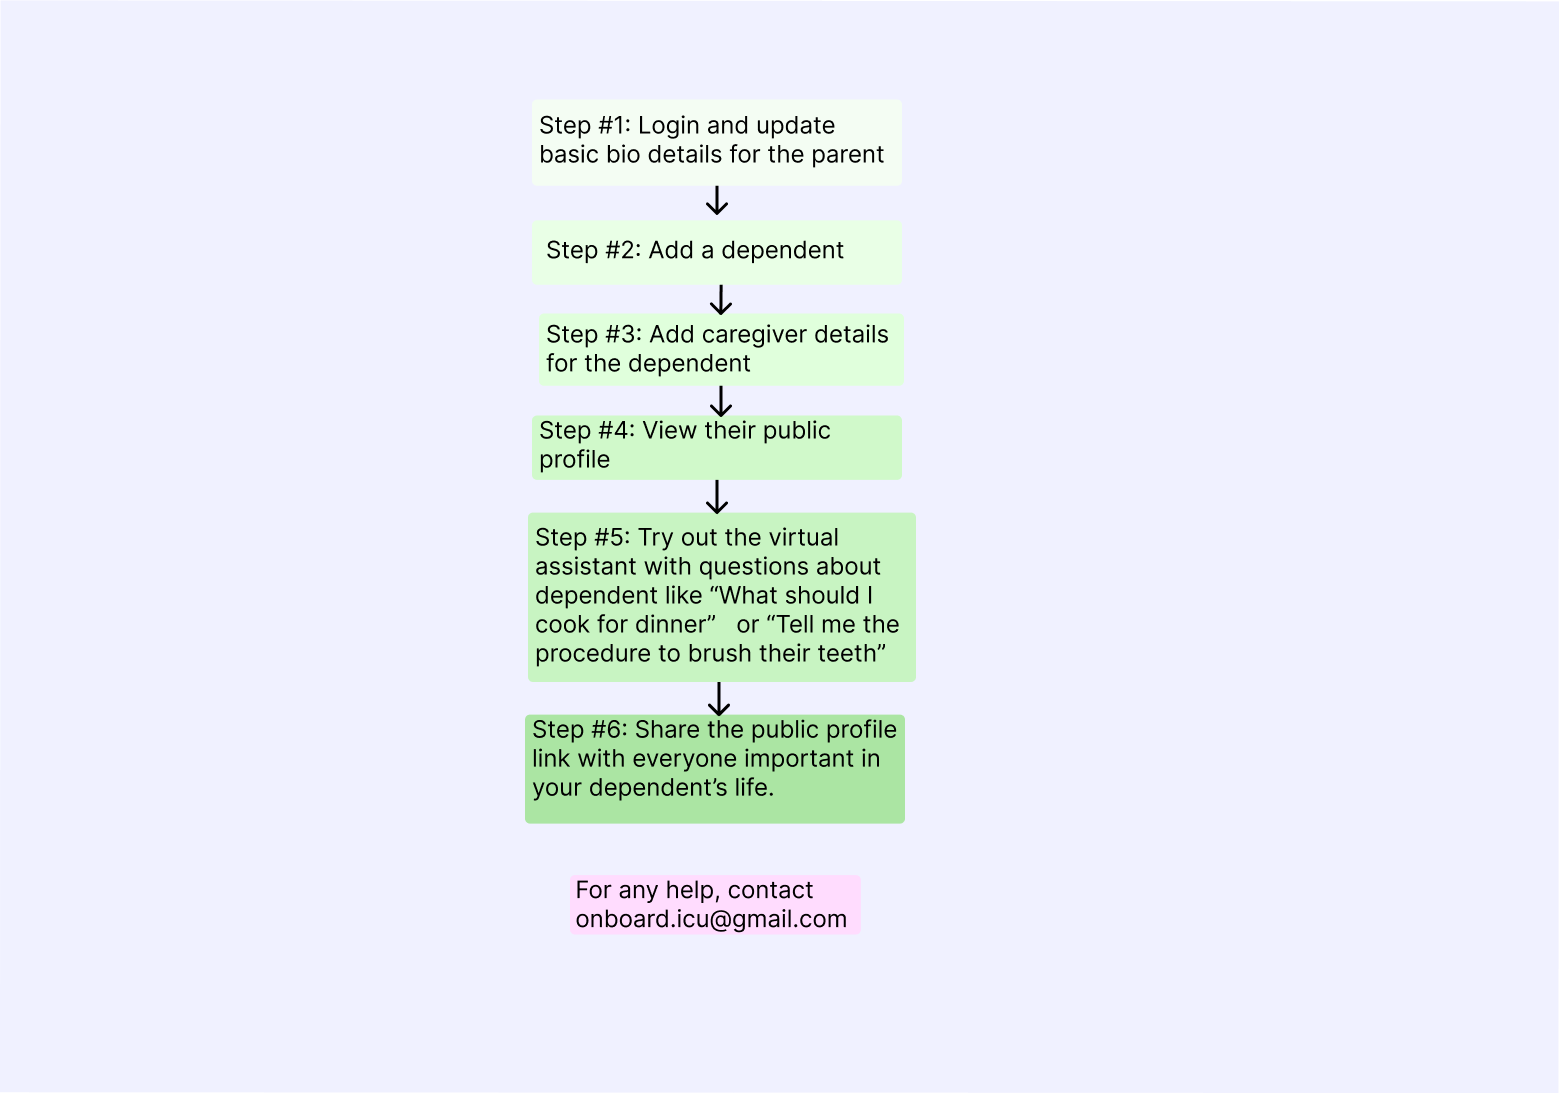 Step #1: Login and update
basic bio details for the parent
Step #2: Add a dependent
Step #3: Add caregiver details
for the dependent
Step #4: View their public
profile
Step #5: Try out the virtual
assistant with questions about
dependent like “What should I
cook for dinner”   or “Tell me the
procedure to brush their teeth”
Step #6: Share the public profile
link with everyone important in
your dependent’s life.
For any help, contact
onboard.icu@gmail.com